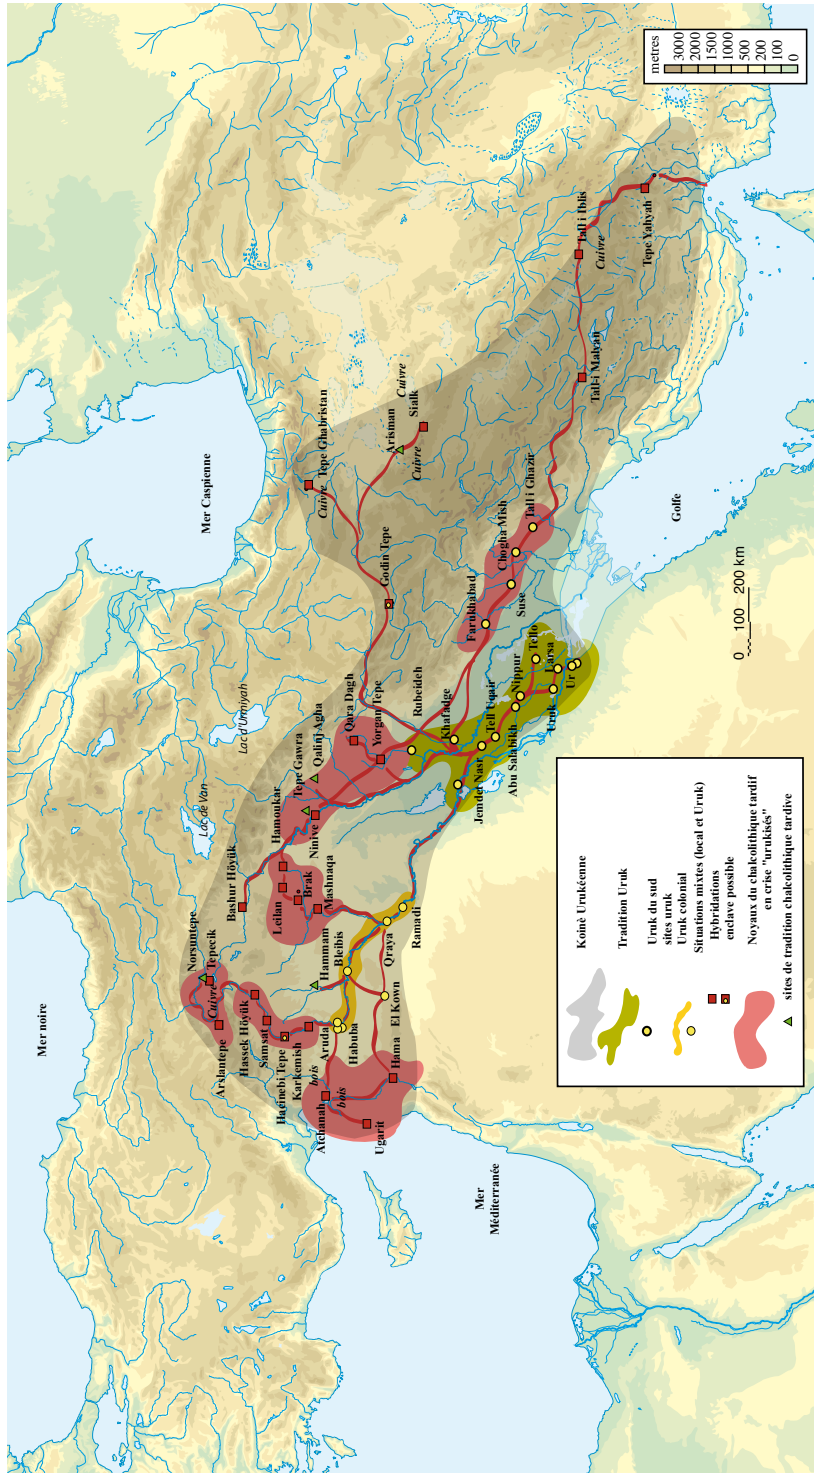 Mer noire
Mer Caspienne
Lac de Van
Lac d'Urmiyah
Mer
Méditerranée
Golfe
Norsuntepe
Tepecik
Cuivre
Arslantepe
Hassek Höyük
Samsat
Haçinebi Tepe
Karkemish
bois
Atchanah
bois
Ugarit
Hama
Aruda
Habuba
El Kown
Hammam
Bleibis
Qraya
Ramadi
Bashur Höyük
Leilan
Brak
Mashnaqa
Hamoukar
Ninive
Tepe Gawra
Qalinj Agha
Qara Dagh
Yorgan Tepe
Rubeideh
Khafadge
Jemdet Nasr
Tell Uqair
Abu Salabikh
Nippur
Uruk
Tello
Larsa
Ur
Godin Tepe
Cuivre
Tepe Ghabristan
Arisman
Cuivre
Sialk
Cuivre
Farukhabad
Suse
Chogha Mish
Tall i Ghazir
Tall-i Malyan
Tall i Iblis
Cuivre
Tepe Yahyah
0 100 200 km
metres
3000
2000
1500
1000
500
200
100
0
Koinè Urukéenne
Tradition Uruk
Uruk du sud
sites uruk
Uruk colonial
Situations mixtes (local et Uruk)
Hybridations
enclave possible
Noyaux du chalcolithique tardif
en crise "urukisés"
sites de tradition chalcolithique tardive